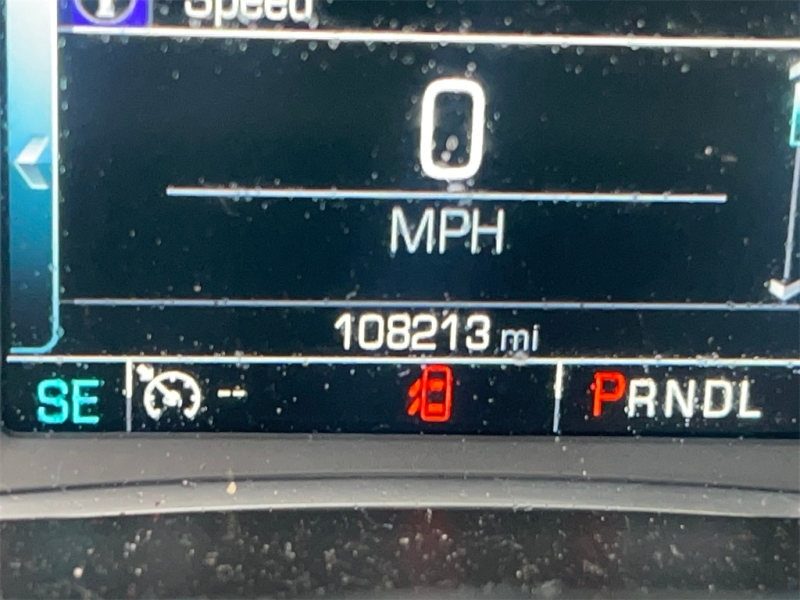 Speed
0
MPH
108213 mi
SE -- PRNDL